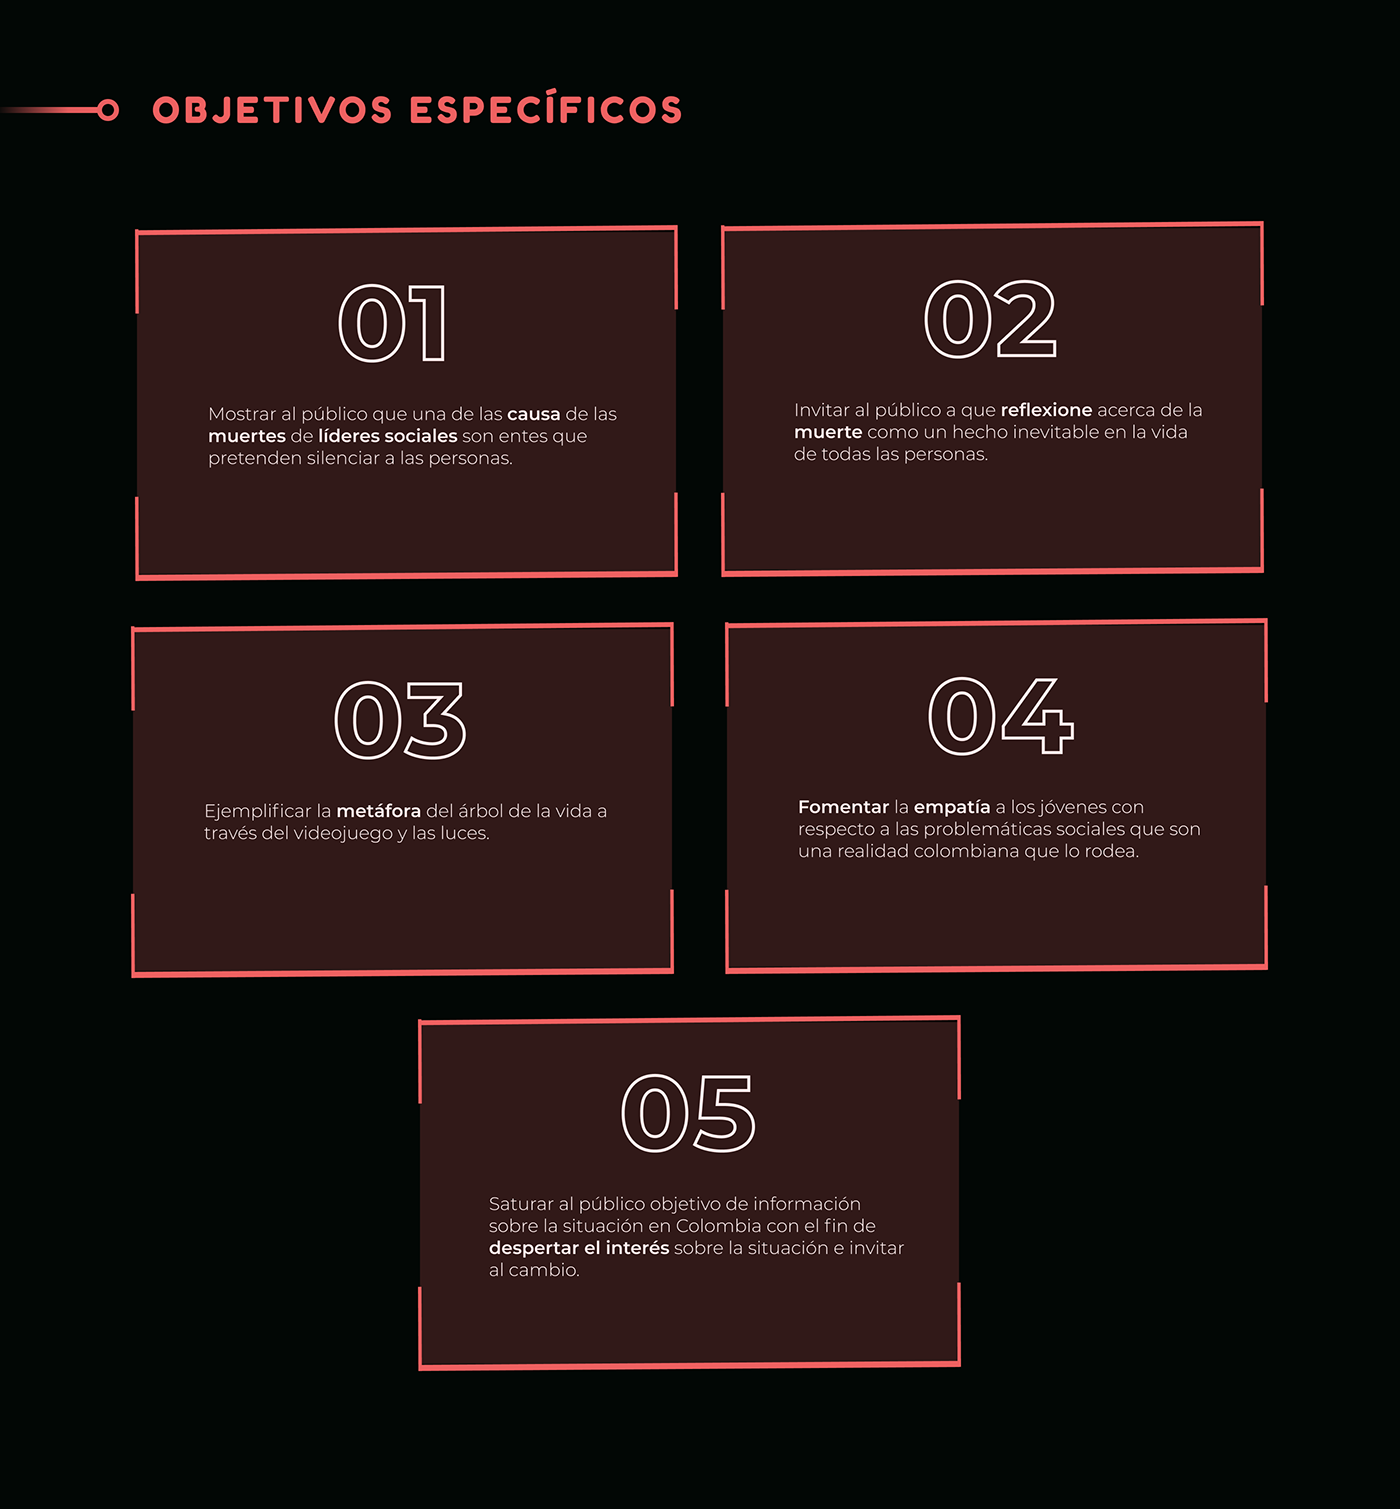 OBJETIVOS ESPECÍFICOS
01
Mostrar al público que una de las causa de las
muertes de líderes sociales son entes que
pretenden silenciar a las personas.
02
Invitar al público a que reflexione acerca de la
muerte como un hecho inevitable en la vida
de todas las personas.
03
Ejemplificar la metáfora del árbol de la vida a
través del videojuego y las luces.
04
Fomentar la empatía a los jóvenes con
respecto a las problemáticas sociales que son
una realidad colombiana que lo rodea.
05
Saturar al público objetivo de información
sobre la situación en Colombia con el fin de
despertar el interés sobre la situación e invitar
al cambio.